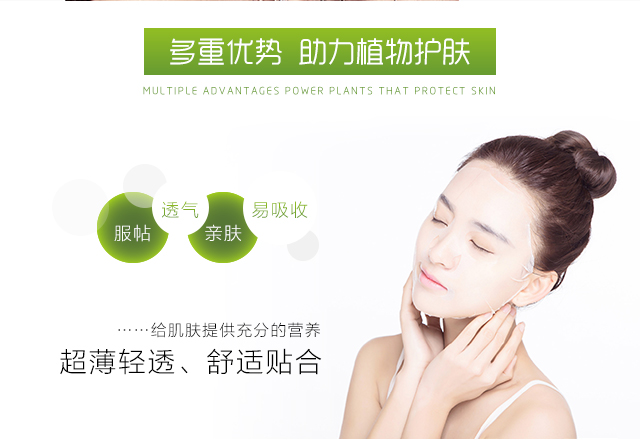 多重优势 助力植物护肤
MULTIPLE ADVANTAGES POWER PLANTS THAT PROTECT SKIN
透气 易吸收
服帖 亲肤
……给肌肤提供充分的营养
超薄轻透、舒适贴合